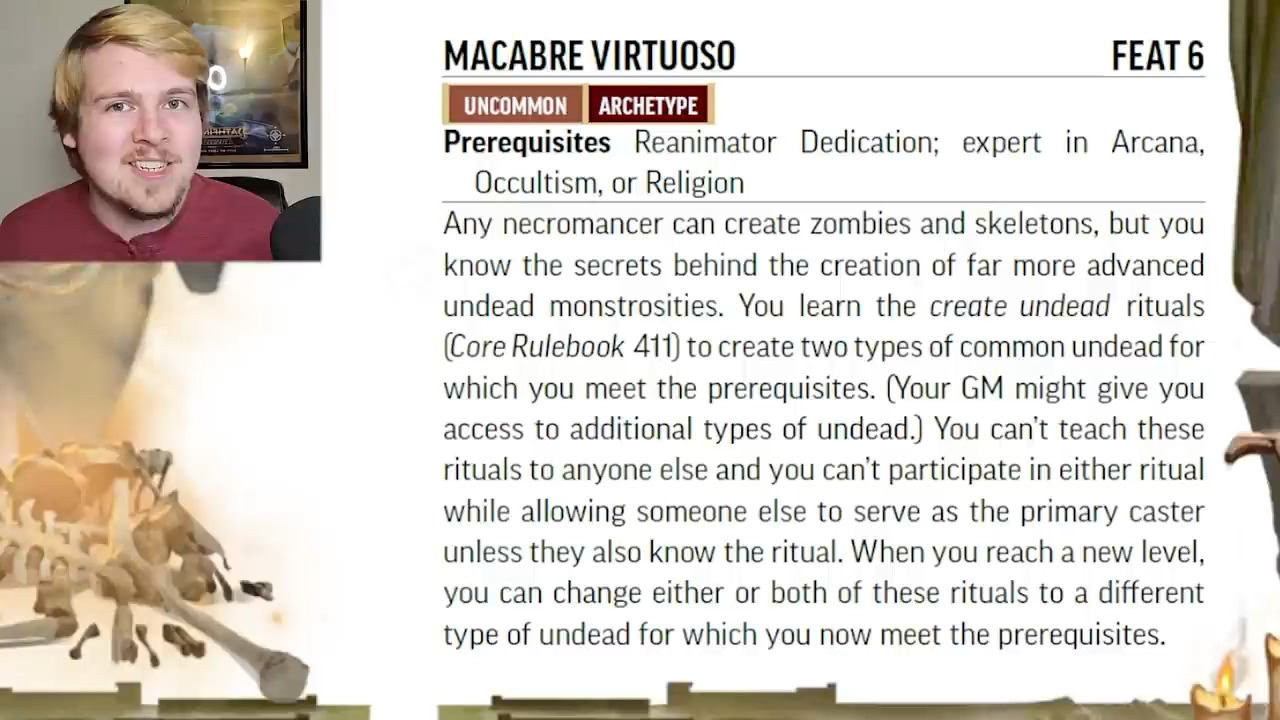 MACABRE VIRTUOSO FEAT 6
UNCOMMON ARCHETYPE
Prerequisites Reanimator Dedication; expert in Arcana,
Occultism, or Religion
Any necromancer can create zombies and skeletons, but you
know the secrets behind the creation of far more advanced
undead monstrosities. You learn the create undead rituals
(Core Rulebook 411) to create two types of common undead for
which you meet the prerequisites. (Your GM might give you
access to additional types of undead.) You can't teach these
rituals to anyone else and you can't participate in either ritual
while allowing someone else to serve as the primary caster
unless they also know the ritual. When you reach a new level,
you can change either or both of these rituals to a different
type of undead for which you now meet the prerequisites.